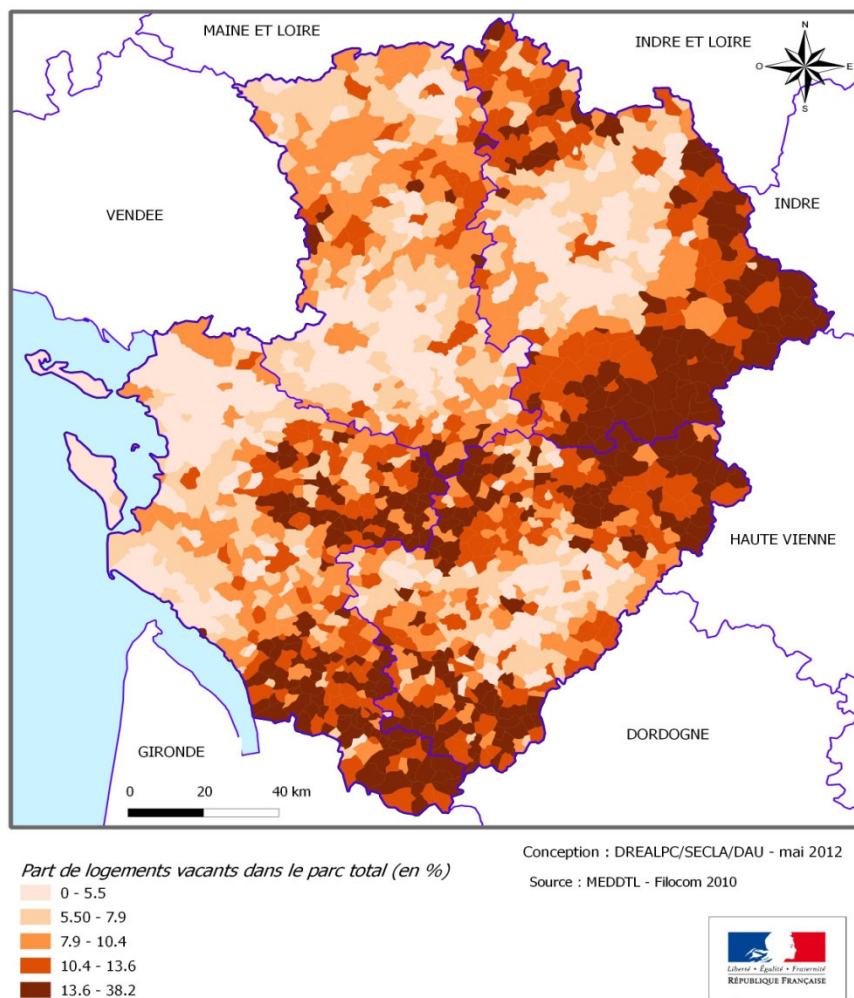 MAINE ET LOIRE
INDRE ET LOIRE
N
O
E
S
VENDEE
INDRE
HAUTE VIENNE
GIRONDE
DORDOGNE
0 20 40 km
Conception : DREALPC/SECLA/DAU - mai 2012
Source : MEDDTL - Filocom 2010
Part de logements vacants dans le parc total (en %)
0 - 5.5
5.50 - 7.9
7.9 - 10.4
10.4 - 13.6
13.6 - 38.2
Liberté • Égalité • Fraternité
RÉPUBLIQUE FRANÇAISE